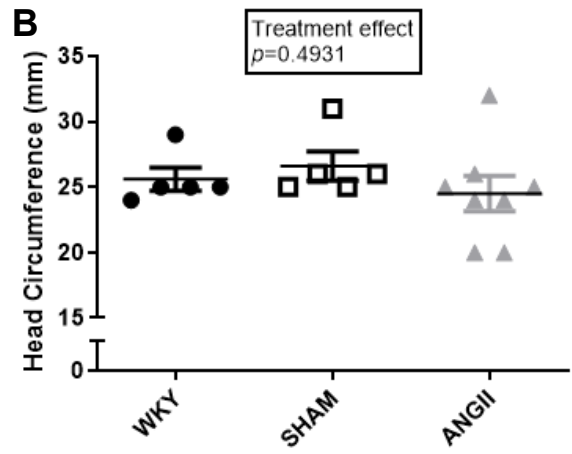 B
Treatment effect
p=0.4931
Head Circumference (mm)
35
30
25
20
15
0
WKY
SHAM
ANGII